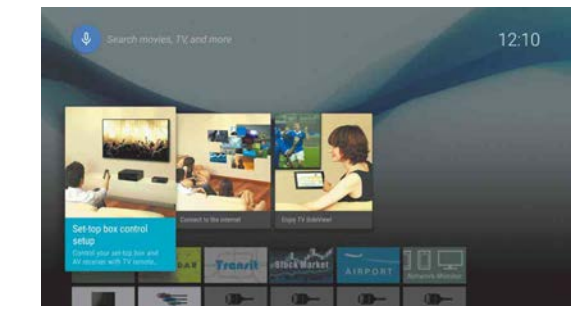 Search movies, TV, and more
12:10
Set-top box control
setup
Control your set-top box and
AV receiver with TV remote...
Connect to the internet
Enjoy TV SideView!
DAR
Transit
Stock Market
AIRPORT
Network Monitor